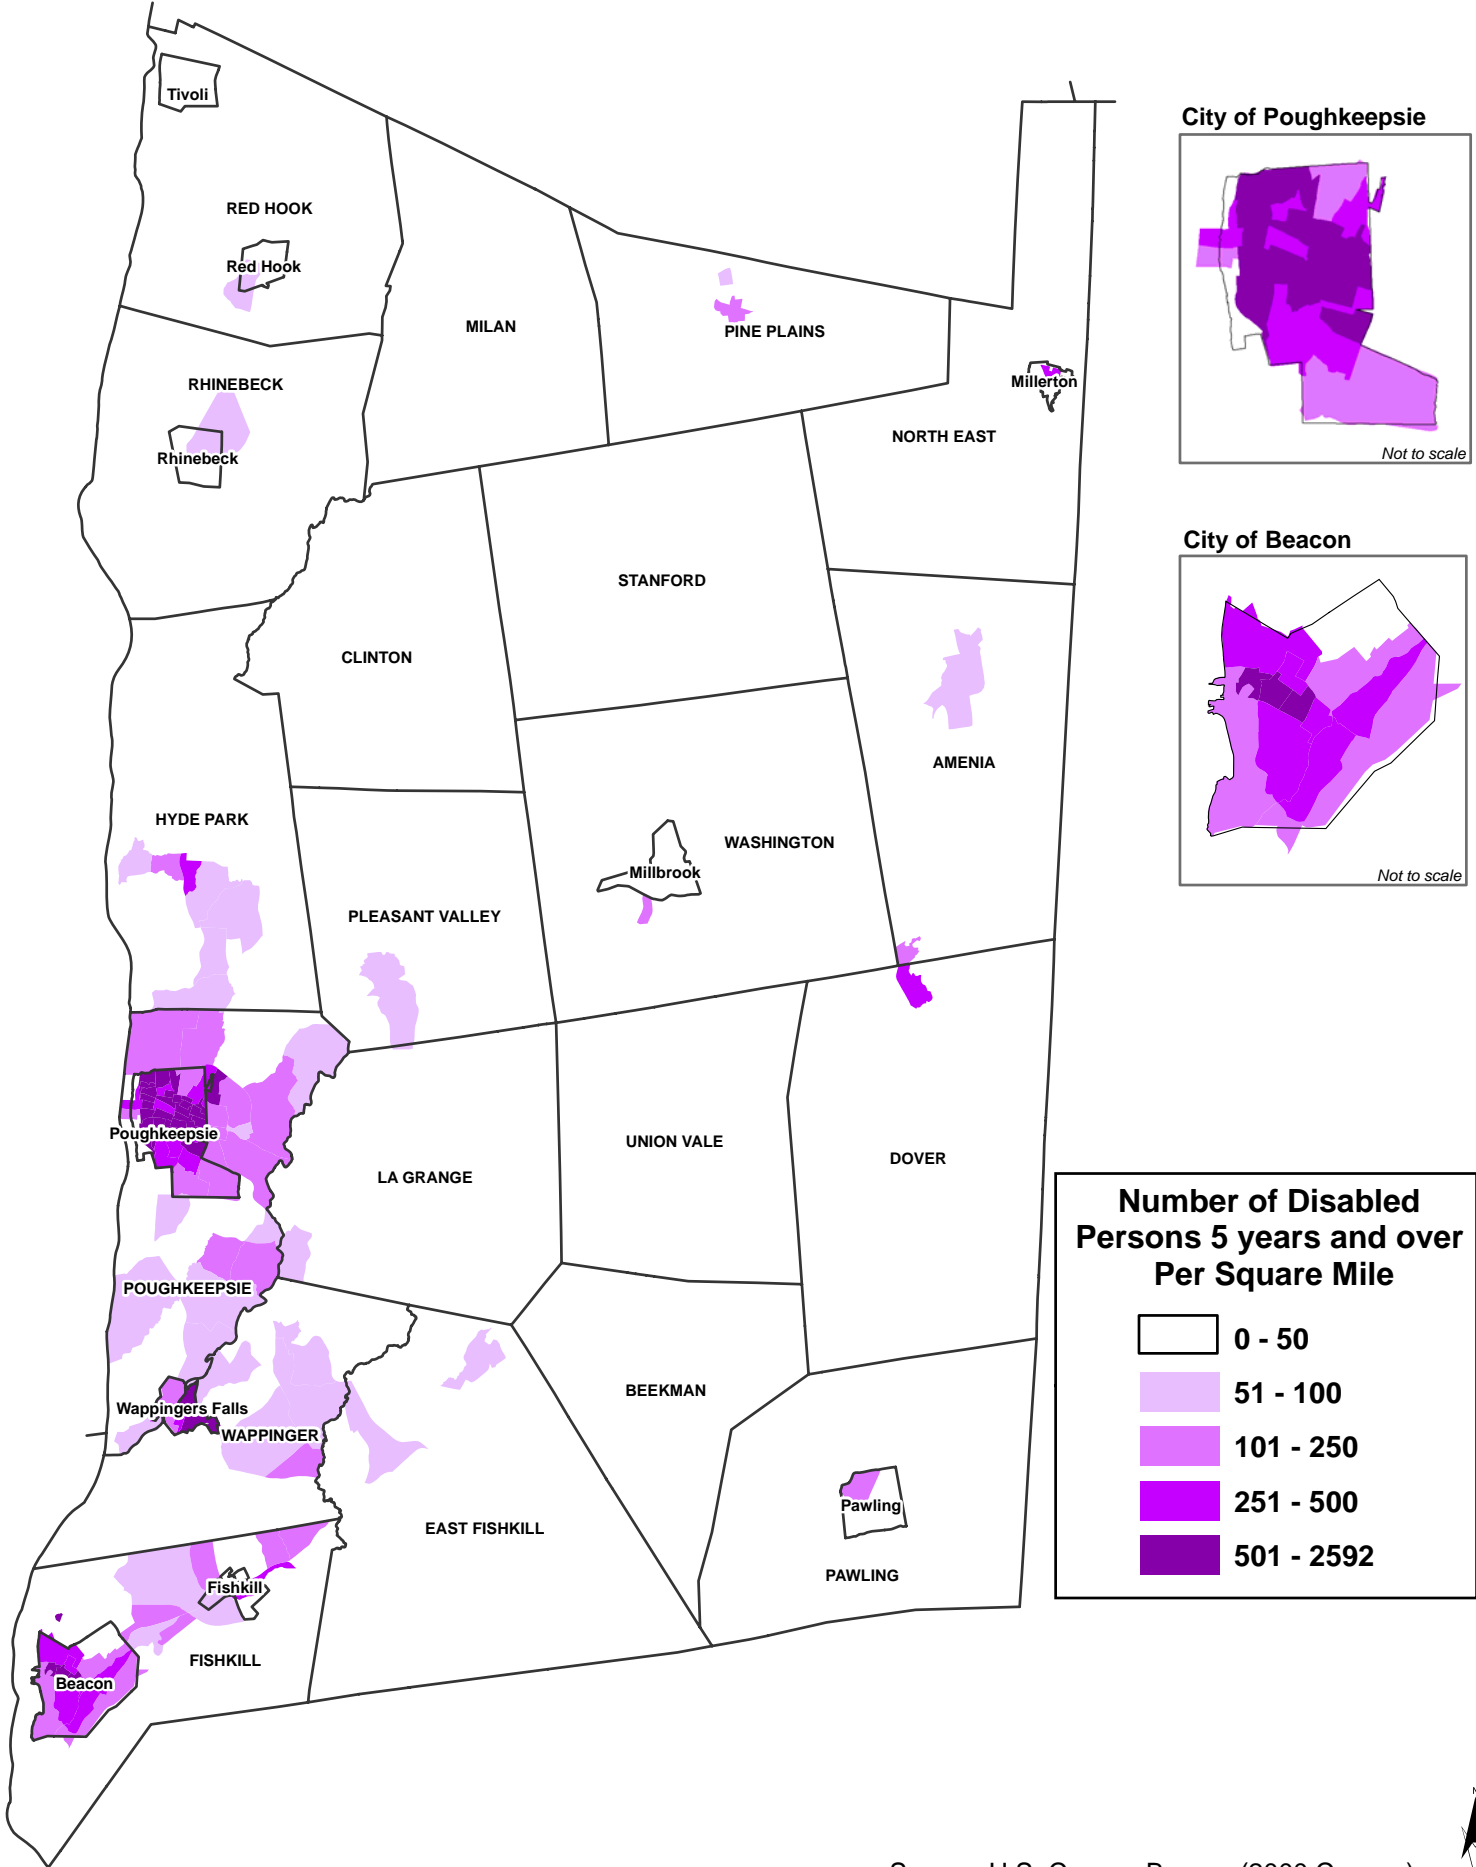 Tivoli
RED HOOK
Red Hook
MILAN
PINE PLAINS
RHINEBECK
Rhinebeck
Millerton
NORTH EAST
STANFORD
CLINTON
AMENIA
HYDE PARK
WASHINGTON
Millbrook
PLEASANT VALLEY
Poughkeepsie
UNION VALE
DOVER
LA GRANGE
POUGHKEEPSIE
BEEKMAN
Wappingers Falls
WAPPINGER
Pawling
EAST FISHKILL
PAWLING
Fishkill
FISHKILL
Beacon
City of Poughkeepsie
Not to scale
City of Beacon
Not to scale
Number of Disabled
Persons 5 years and over
Per Square Mile
0 - 50
51 - 100
101 - 250
251 - 500
501 - 2592